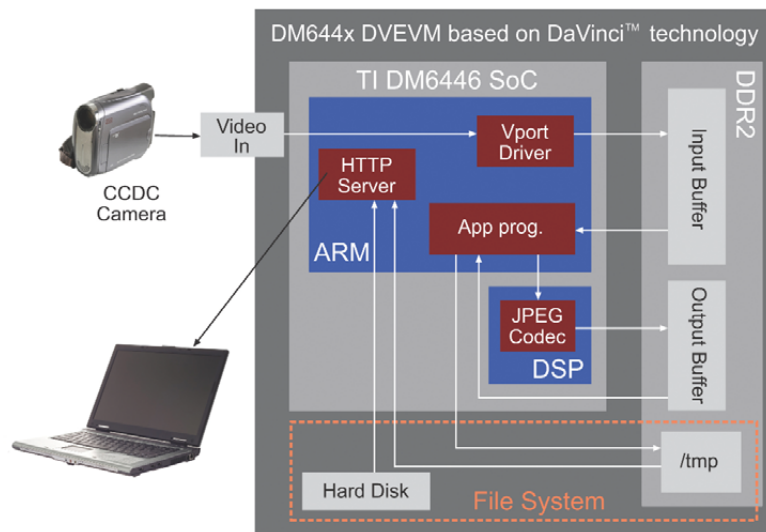 DM644x DVEVM based on DaVinci™ technology
TI DM6446 SoC
DDR2
Video
In
Vport
Driver
Input Buffer
HTTP
Server
CCDC
Camera
App prog.
ARM
JPEG
Codec
DSP
Output Buffer
/tmp
Hard Disk
File System